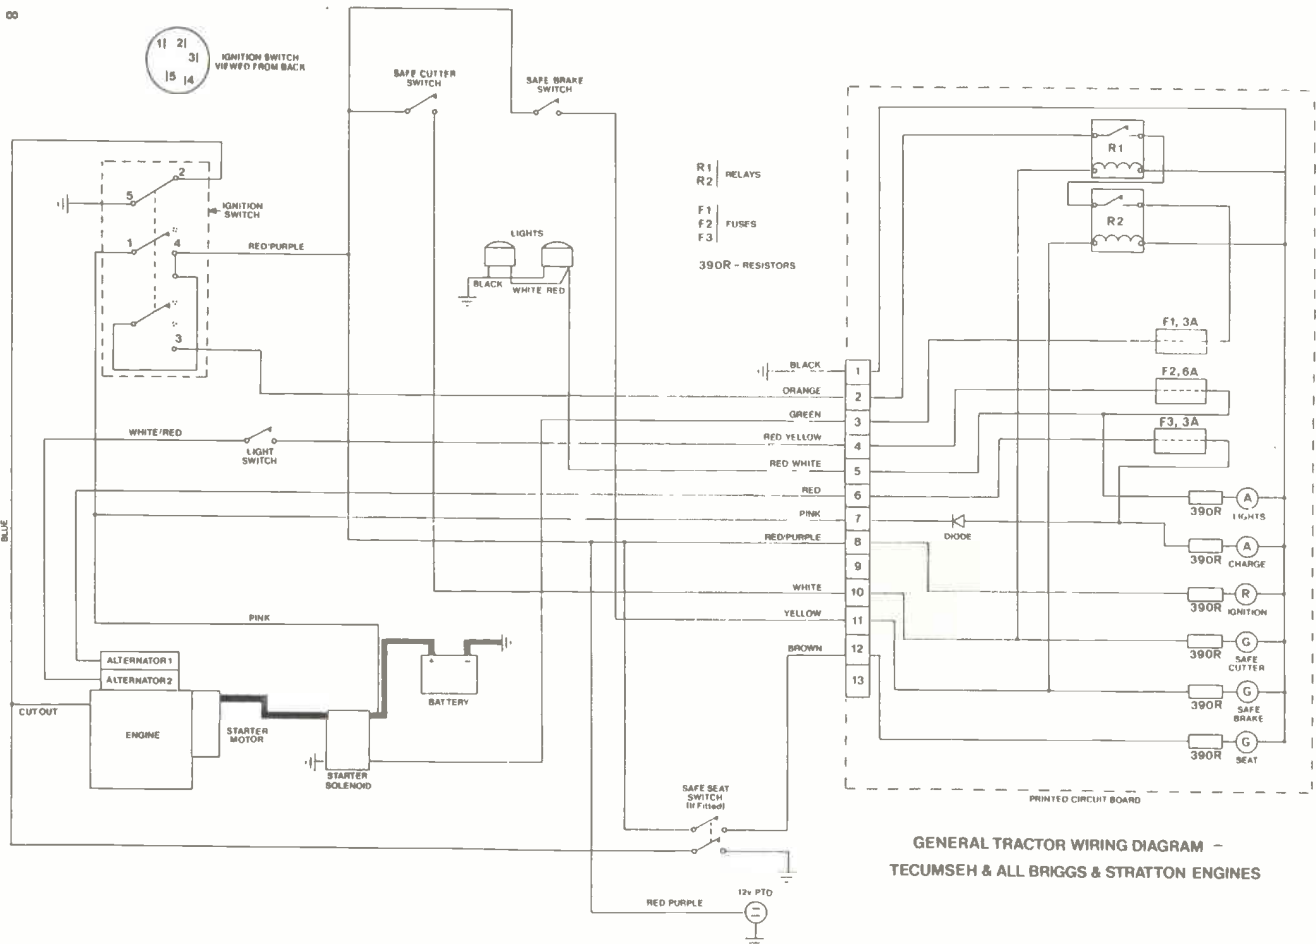 8
1 2
3
5 4
IGNITION SWITCH
VIEWED FROM BACK
SAFE CUTTER
SWITCH
SAFE BRAKE
SWITCH
R1
R2
RELAYS
F1
F2
F3
FUSES
390R – RESISTORS
R1
R2
2
5
IGNITION
SWITCH
1
4
RED/PURPLE
3
LIGHTS
BLACK
WHITE RED
F1, 3A
F2, 6A
F3, 3A
BLACK
1
ORANGE
2
GREEN
3
RED YELLOW
4
RED WHITE
5
RED
6
PINK
7
RED/PURPLE
8
9
WHITE
10
YELLOW
11
BROWN
12
13
WHITE/RED
LIGHT
SWITCH
BLUE
DIODE
390R
A
LIGHTS
390R
A
CHARGE
390R
R
IGNITION
390R
G
SAFE
CUTTER
390R
G
SAFE
BRAKE
390R
G
SEAT
PINK
ALTERNATOR 1
ALTERNATOR 2
CUT OUT
ENGINE
STARTER
MOTOR
STARTER
SOLENOID
+ –
BATTERY
SAFE SEAT
SWITCH
(If Fitted)
RED PURPLE
12v PTO
PRINTED CIRCUIT BOARD
GENERAL TRACTOR WIRING DIAGRAM –
TECUMSEH & ALL BRIGGS & STRATTON ENGINES